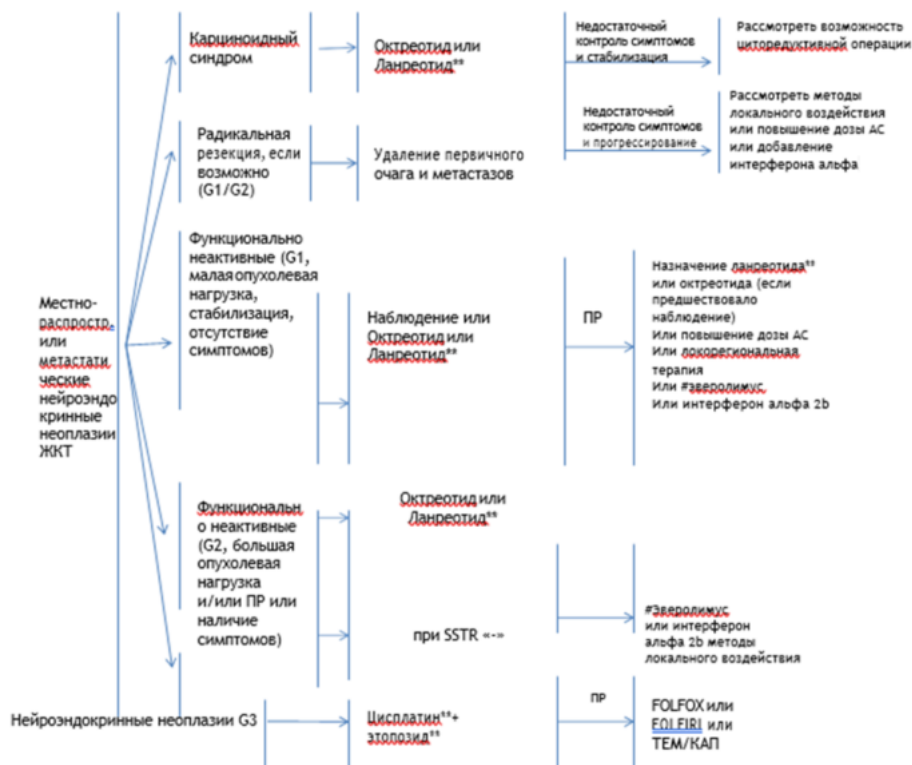 Местно-
распростр.
или
метастати
ческие
нейроэндо
кринные
неоплазии
ЖКТ
Карциноидный
синдром
Октреотид или
Ланреотид**
Недостаточный
контроль симптомов
и стабилизация
Рассмотреть возможность
циторедуктивной операции
Недостаточный
контроль симптомов
и прогрессирование
Рассмотреть методы
локального воздействия
или повышение дозы АС
или добавление
интерферона альфа
Радикальная
резекция, если
возможно
(G1/G2)
Удаление первичного
очага и метастазов
Функционально
неактивные (G1,
малая опухолевая
нагрузка,
стабилизация,
отсутствие
симптомов)
Наблюдение или
Октреотид или
Ланреотид**
ПР
Назначение ланреотида**
или октреотида (если
предшествовало
наблюдение)
Или повышение дозы АС
Или локорегиональная
терапия
Или #эверолимус
Или интерферон альфа 2b
Функциональн
о неактивные
(G2, большая
опухолевая
нагрузка
и/или ПР или
наличие
симптомов)
Октреотид или
Ланреотид**
при SSTR «-»
#Эверолимус
или интерферон
альфа 2b методы
локального воздействия
Нейроэндокринные неоплазии G3
Цисплатин**+
этопозид**
ПР
FOLFOX или
FOLFIRI или
ТЕМ/КАП